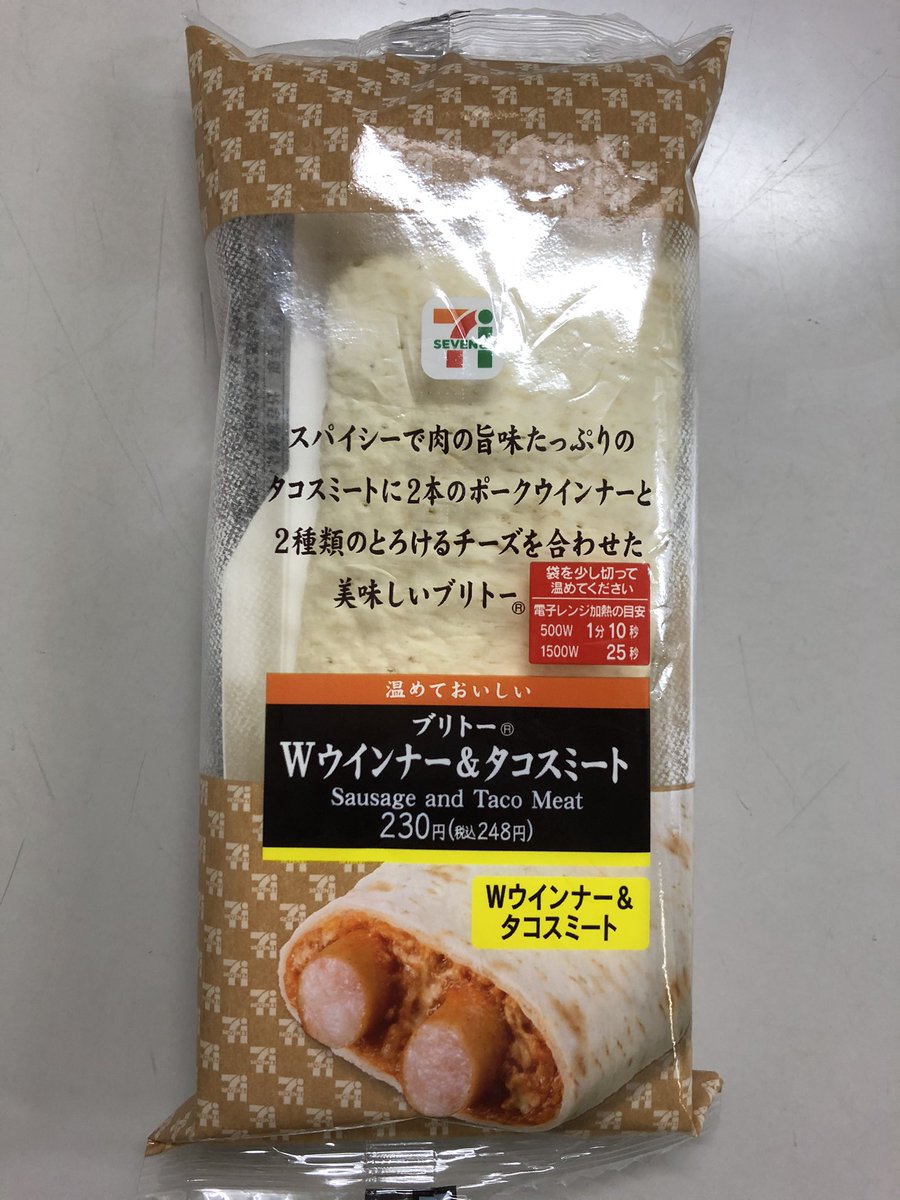 SEVEN
スパイシーで肉の旨味たっぷりの
タコスミートに2本のポークウインナーと
2種類のとろけるチーズを合わせた
美味しいブリトー®
袋を少し切って
温めてください
電子レンジ加熱の目安
500W 1分10秒
1500W 25秒
温めておいしい
ブリトー®
Wウインナー&タコスミート
Sausage and Taco Meat
230円(税込248円)
Wウインナー&
タコスミート